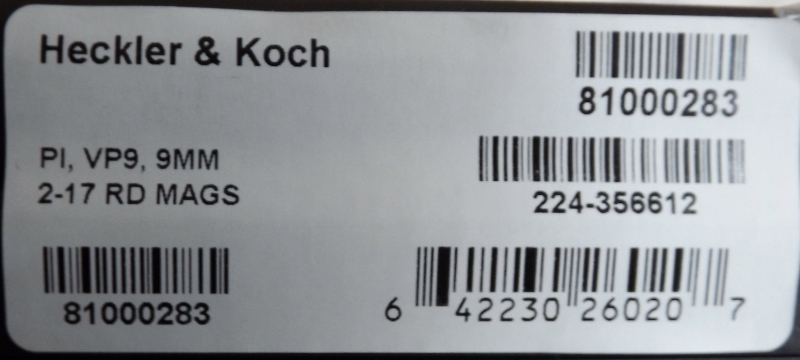 Heckler & Koch
81000283
PI, VP9, 9MM
2-17 RD MAGS
224-356612
81000283
6 42230 26020 7